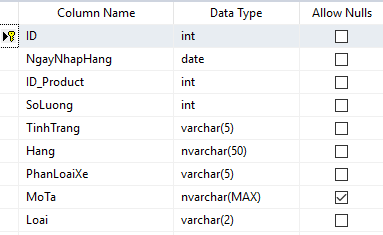 Column Name Data Type Allow Nulls
ID int
NgayNhapHang date
ID_Product int
SoLuong int
TinhTrang varchar(5)
Hang nvarchar(50)
PhanLoaiXe varchar(5)
MoTa nvarchar(MAX)
Loai varchar(2)